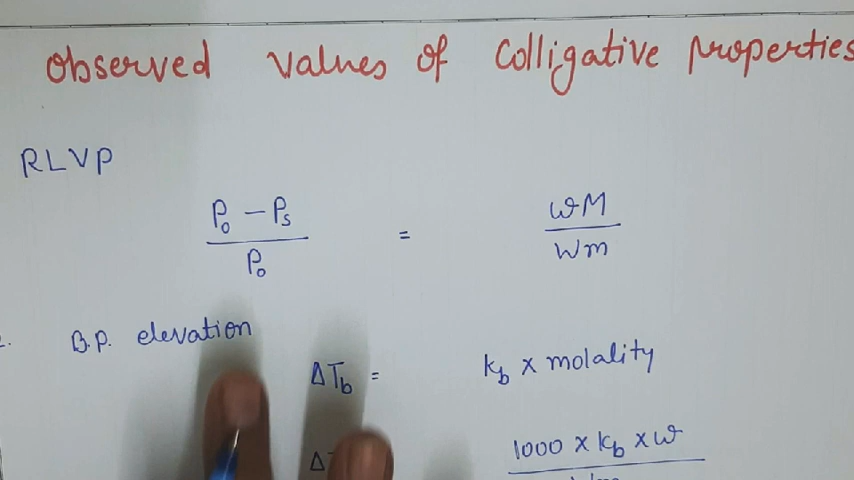 Observed values of Colligative properties
RLVP
P₀ − Pₛ / P₀ = wM / Wm
B.P. elevation
ΔT_b = k_b × molality
1000 × k_b × w